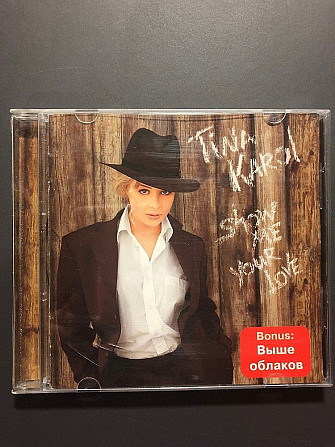 Tina
Karol
Show
me
your
love
Bonus:
Выше
облаков